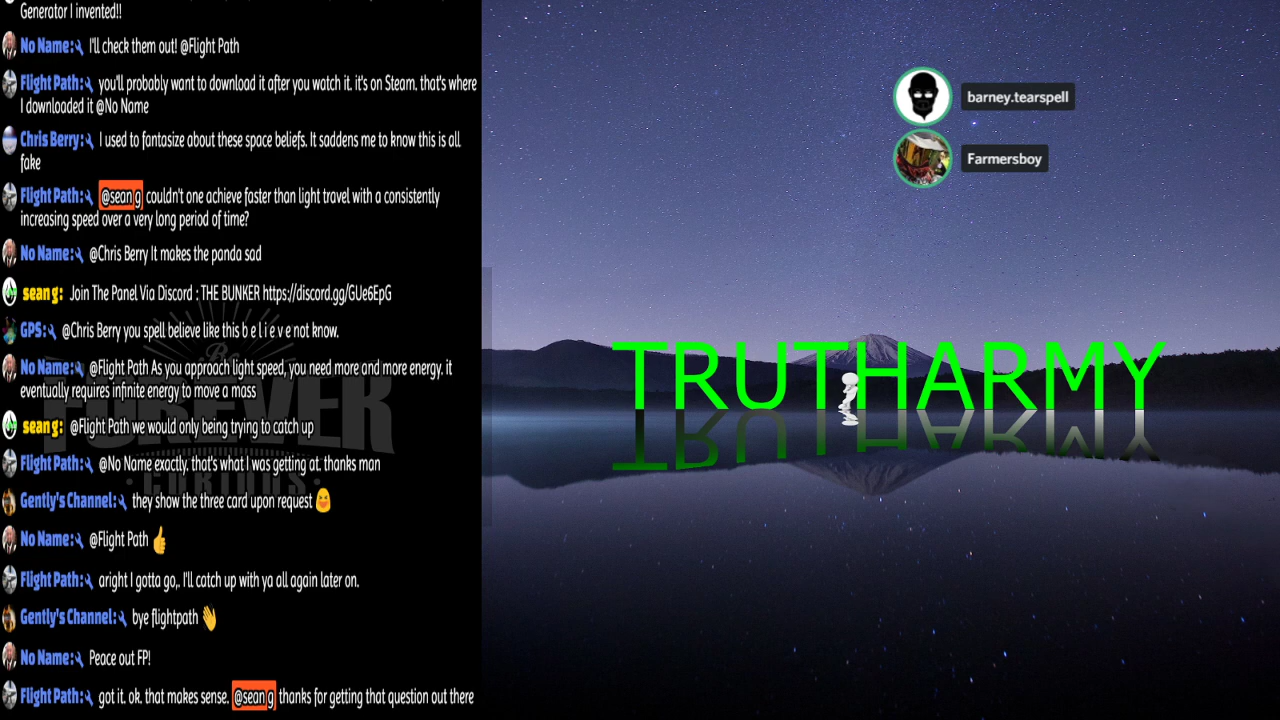 Generator I invented!!
No Name: I'll check them out! @Flight Path
Flight Path: you'll probably want to download it after you watch it. it's on Steam. that's where
I downloaded it @No Name
Chris Berry: I used to fantasize about these space beliefs. It saddens me to know this is all
fake
Flight Path: @sean g couldn't one achieve faster than light travel with a consistently
increasing speed over a very long period of time?
No Name: @Chris Berry It makes the panda sad
sean g: Join The Panel Via Discord : THE BUNKER https://discord.gg/GUe6EpG
GPS: @Chris Berry you spell believe like this b e l i e v e not know.
No Name: @Flight Path As you approach light speed, you need more and more energy. it
eventually requires infinite energy to move a mass
sean g: @Flight Path we would only being trying to catch up
Flight Path: @No Name exactly. that's what I was getting at. thanks man
Gently's Channel: they show the three card upon request 😆
No Name: @Flight Path 👍
Flight Path: aright I gotta go,. I'll catch up with ya all again later on.
Gently's Channel: bye flightpath 👋
No Name: Peace out FP!
Flight Path: got it. ok. that makes sense. @sean g thanks for getting that question out there
FOREVER
CURIOUS
barney.tearspell
Farmersboy
TRUTHARMY